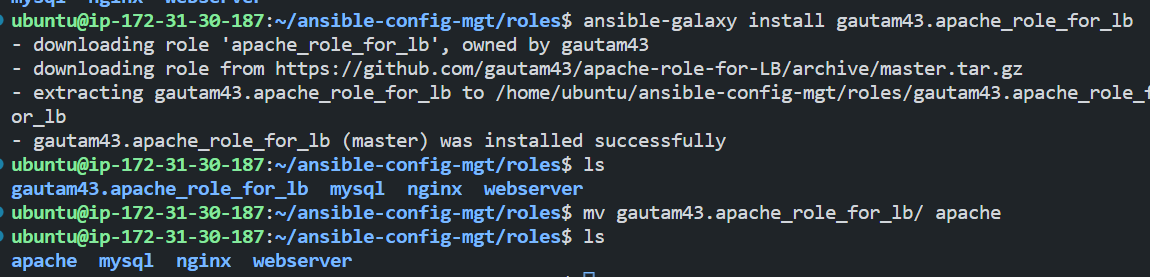 mysql nginx webserver
ubuntu@ip-172-31-30-187:~/ansible-config-mgt/roles$ ansible-galaxy install gautam43.apache_role_for_lb
- downloading role 'apache_role_for_lb', owned by gautam43
- downloading role from https://github.com/gautam43/apache-role-for-LB/archive/master.tar.gz
- extracting gautam43.apache_role_for_lb to /home/ubuntu/ansible-config-mgt/roles/gautam43.apache_role_f
or_lb
- gautam43.apache_role_for_lb (master) was installed successfully
ubuntu@ip-172-31-30-187:~/ansible-config-mgt/roles$ ls
gautam43.apache_role_for_lb mysql nginx webserver
ubuntu@ip-172-31-30-187:~/ansible-config-mgt/roles$ mv gautam43.apache_role_for_lb/ apache
ubuntu@ip-172-31-30-187:~/ansible-config-mgt/roles$ ls
apache mysql nginx webserver